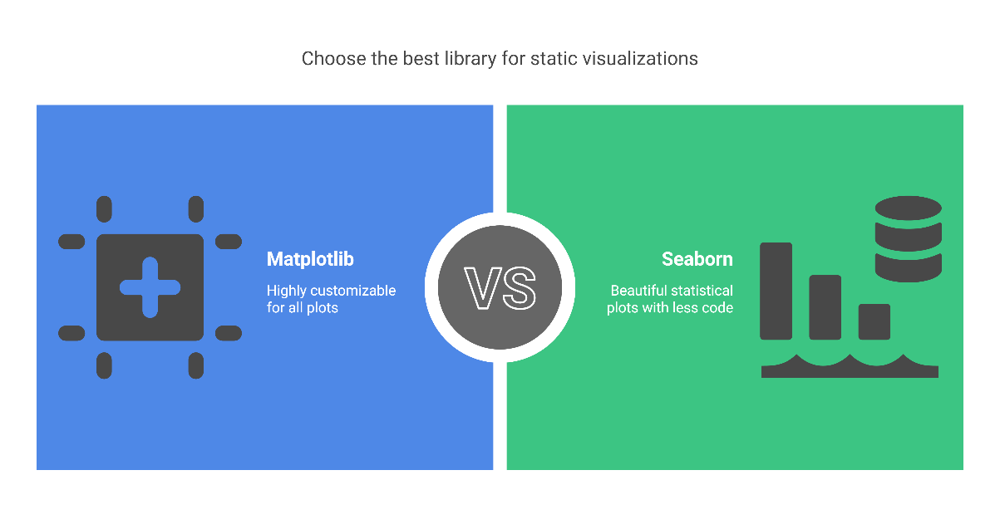 Choose the best library for static visualizations
Matplotlib
Highly customizable
for all plots
VS
Seaborn
Beautiful statistical
plots with less code